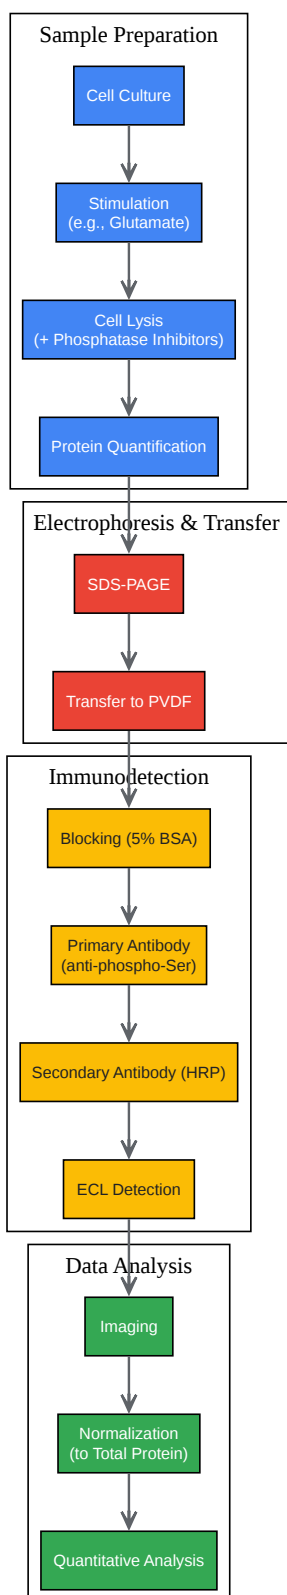 Sample Preparation
Cell Culture
Stimulation
(e.g., Glutamate)
Cell Lysis
(+ Phosphatase Inhibitors)
Protein Quantification
Electrophoresis & Transfer
SDS-PAGE
Transfer to PVDF
Immunodetection
Blocking (5% BSA)
Primary Antibody
(anti-phospho-Ser)
Secondary Antibody (HRP)
ECL Detection
Data Analysis
Imaging
Normalization
(to Total Protein)
Quantitative Analysis